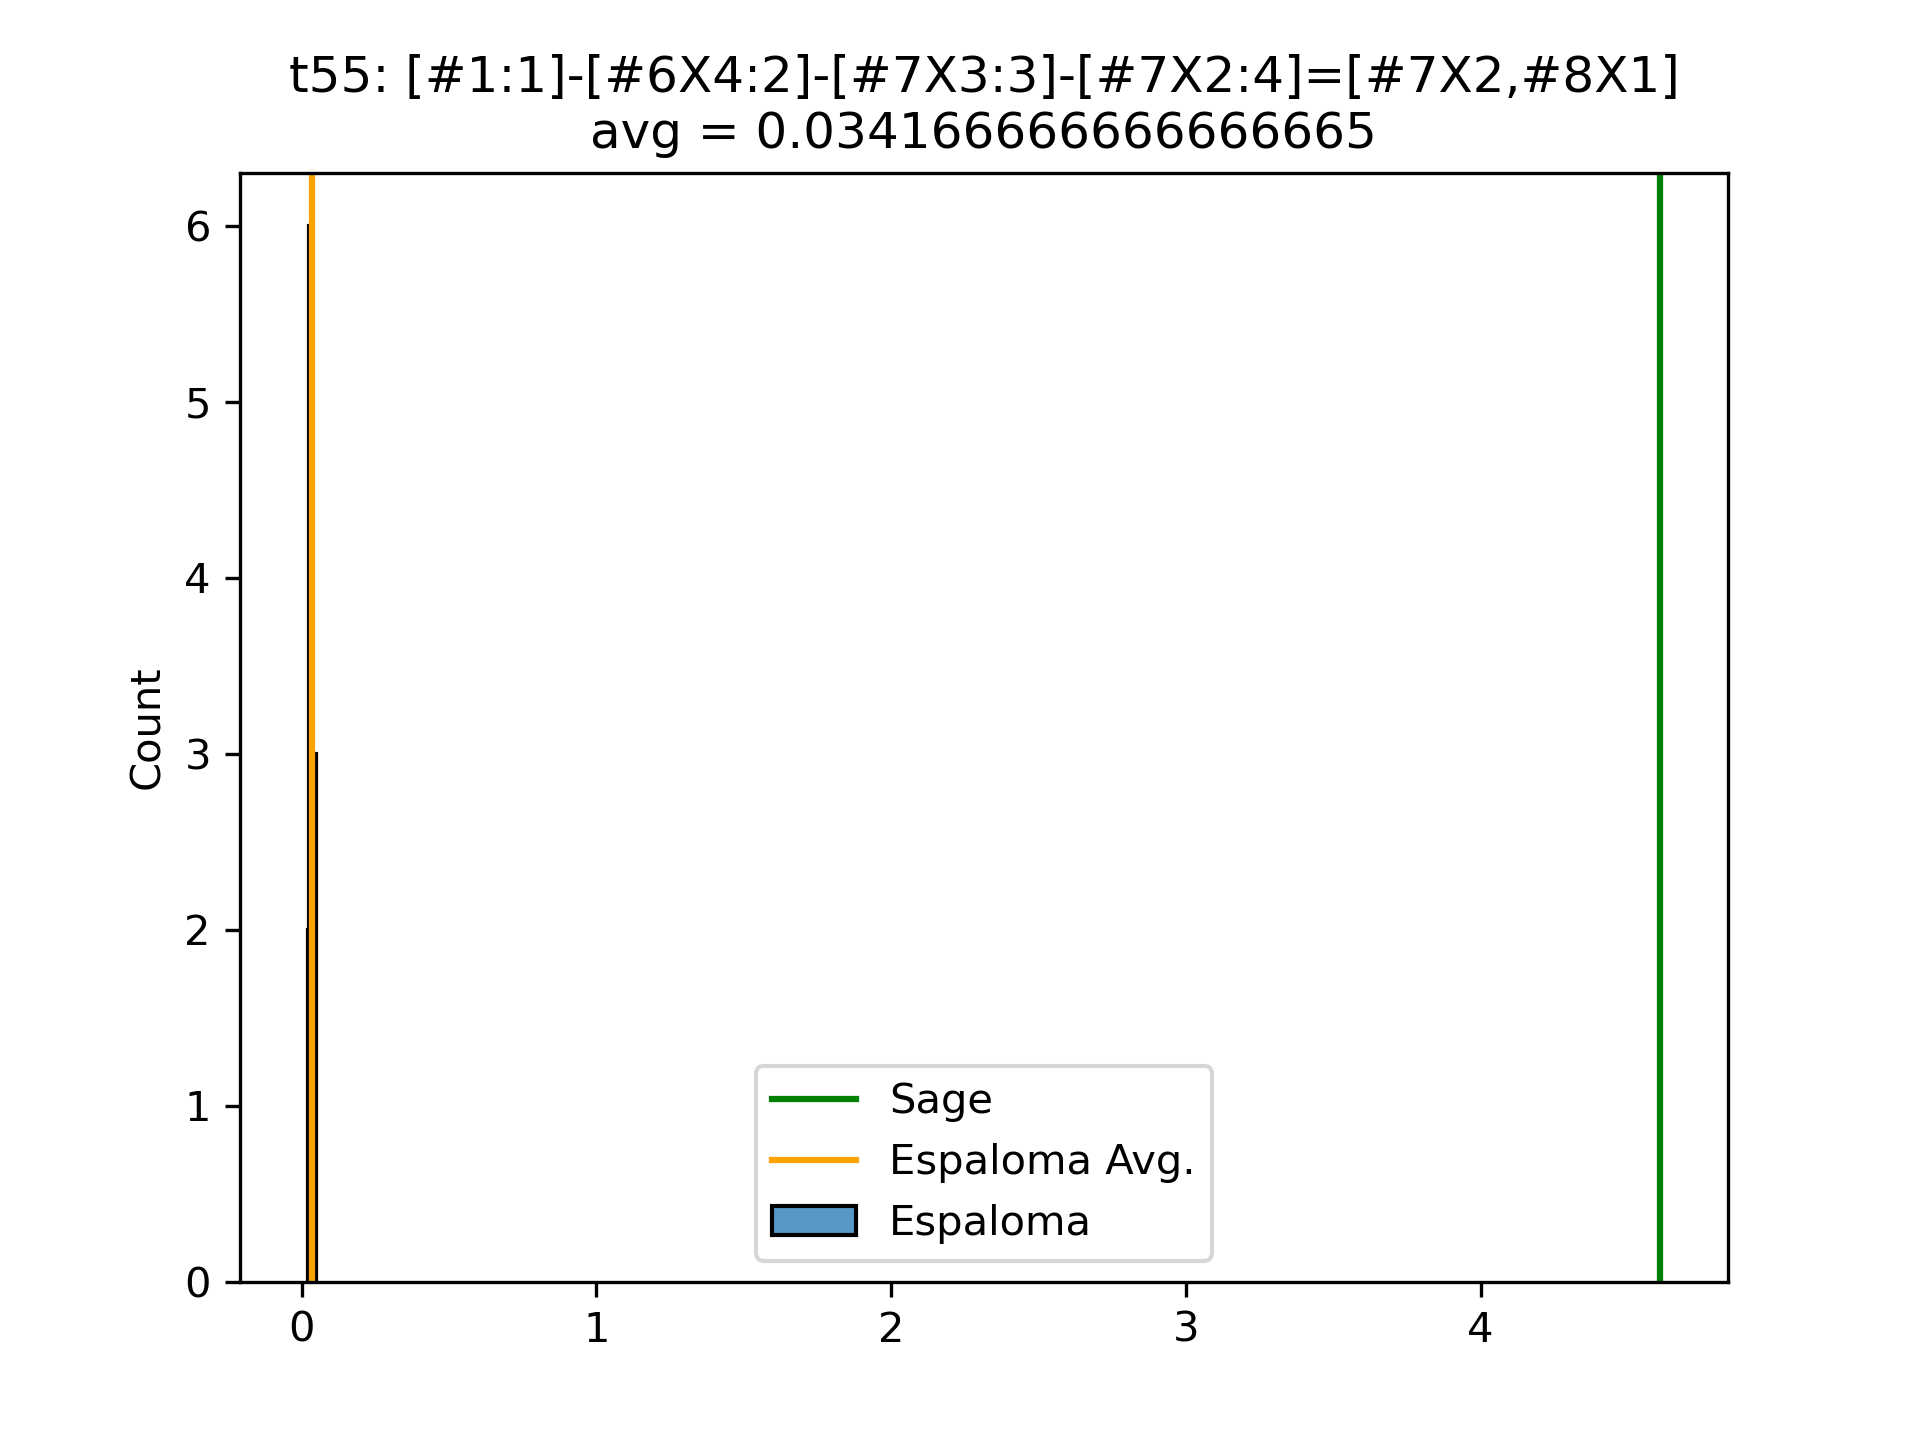 t55: [#1:1]-[#6X4:2]-[#7X3:3]-[#7X2:4]=[#7X2,#8X1]
avg = 0.034166666666666665
6
5
4
3
2
1
0
Count
0 1 2 3 4
Sage
Espaloma Avg.
Espaloma